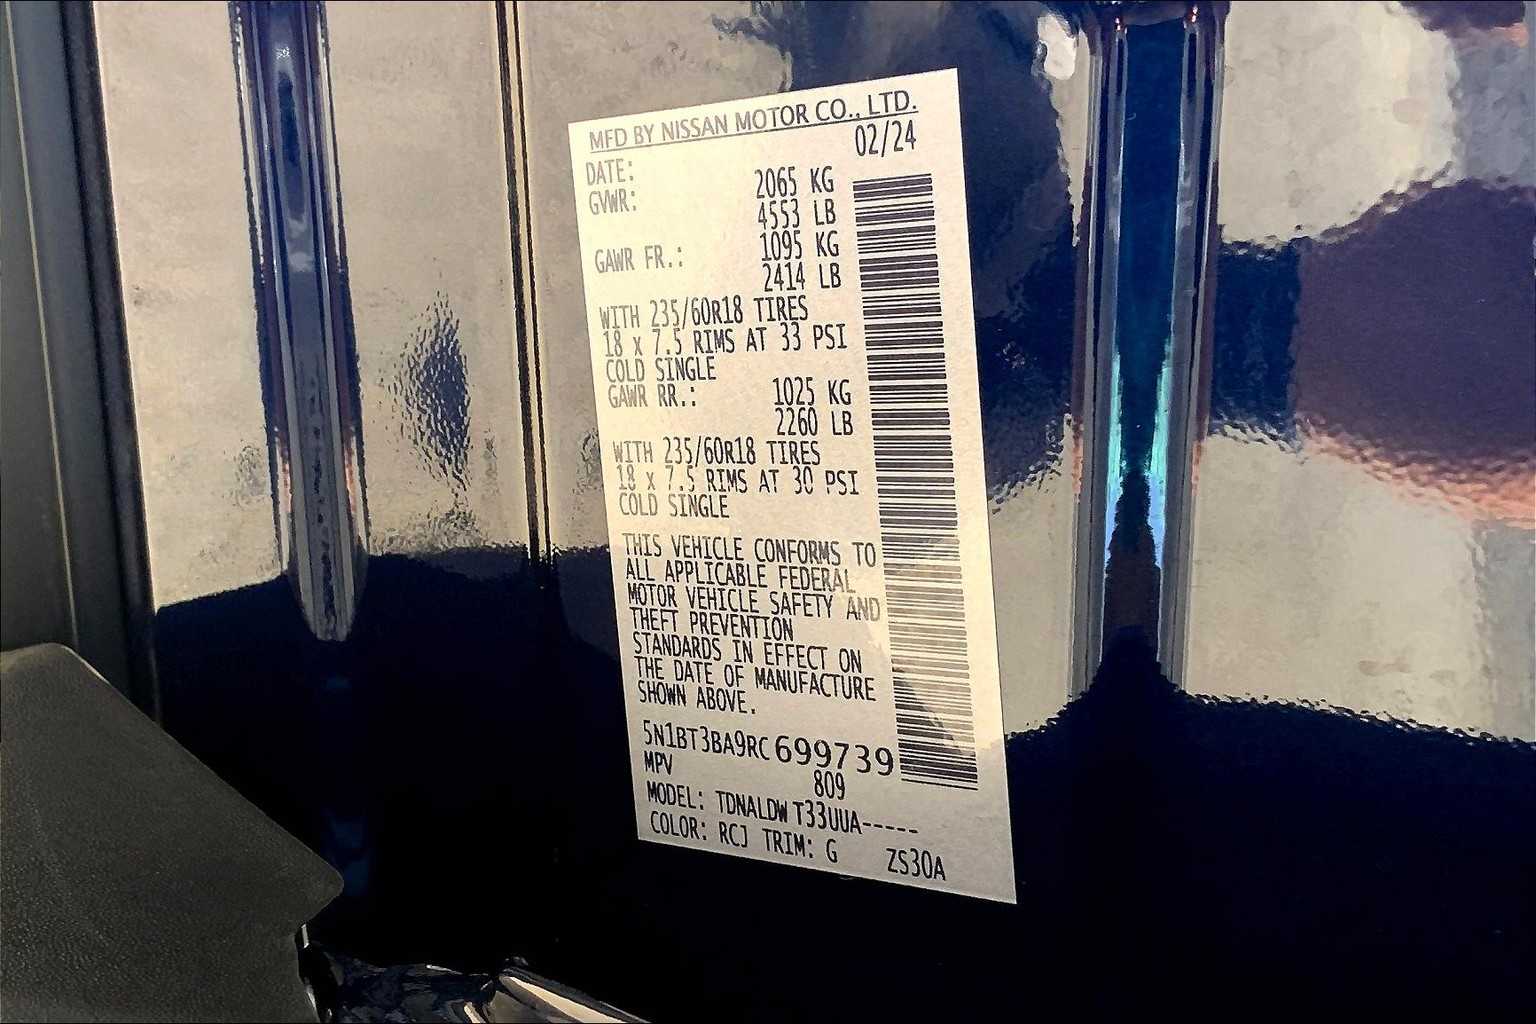 MFD BY NISSAN MOTOR CO., LTD.
DATE: 02/24
GVWR: 2065 KG
4553 LB
GAWR FR.: 1095 KG
2414 LB
WITH 235/60R18 TIRES
18 x 7.5 RIMS AT 33 PSI
COLD SINGLE
GAWR RR.: 1025 KG
2260 LB
WITH 235/60R18 TIRES
18 x 7.5 RIMS AT 30 PSI
COLD SINGLE
THIS VEHICLE CONFORMS TO
ALL APPLICABLE FEDERAL
MOTOR VEHICLE SAFETY AND
THEFT PREVENTION
STANDARDS IN EFFECT ON
THE DATE OF MANUFACTURE
SHOWN ABOVE.
5N1BT3BA9RC699739
MPV 809
MODEL: TDNALDW T33UUA-----
COLOR: RCJ TRIM: G ZS30A